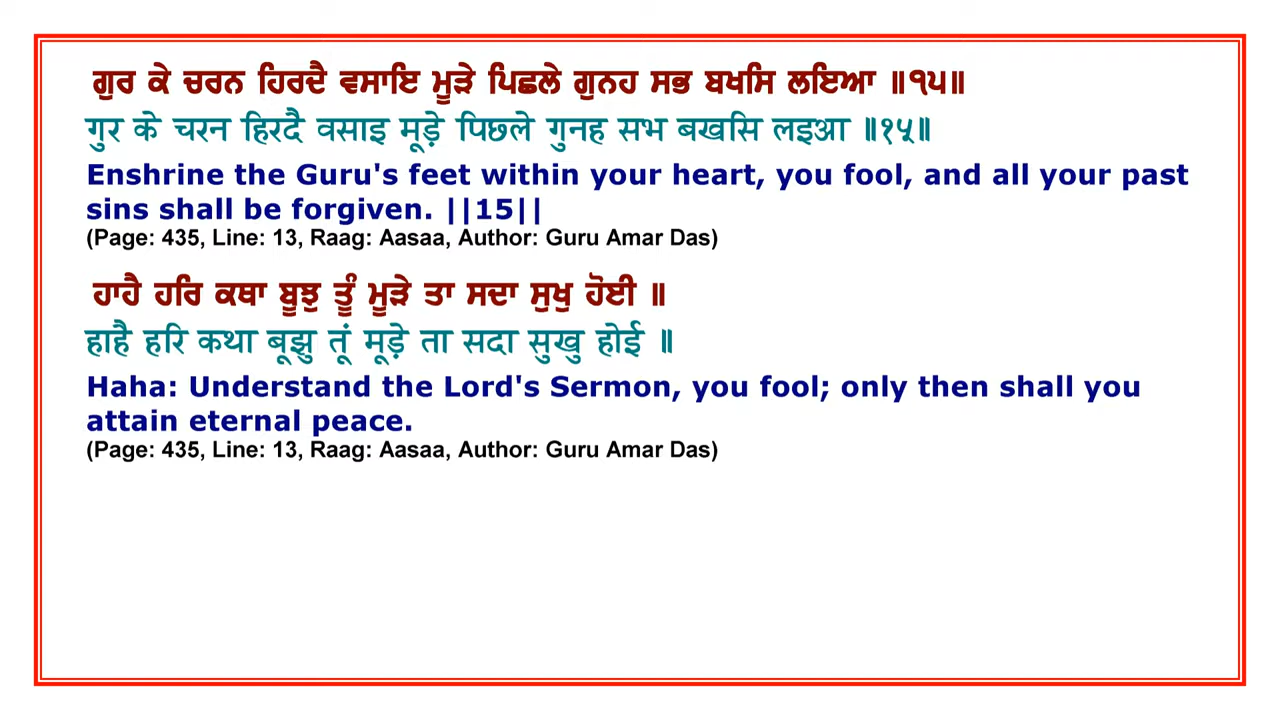 ਗੁਰ ਕੇ ਚਰਨ ਹਿਰਦੈ ਵਸਾਇ ਮੂੜੇ ਪਿਛਲੇ ਗੁਨਹ ਸਭ ਬਖਸਿ ਲਇਆ ॥੧੫॥
गुर के चरन हिरदै वसाइ मूड़े पिछले गुनह सभ बखसि लइआ ॥१५॥
Enshrine the Guru's feet within your heart, you fool, and all your past
sins shall be forgiven. ||15||
(Page: 435, Line: 13, Raag: Aasaa, Author: Guru Amar Das)
ਹਾਹੈ ਹਰਿ ਕਥਾ ਬੂਝੁ ਤੂੰ ਮੂੜੇ ਤਾ ਸਦਾ ਸੁਖੁ ਹੋਈ ॥
हाहै हरि कथा बूझु तूं मूड़े ता सदा सुखु होई ॥
Haha: Understand the Lord's Sermon, you fool; only then shall you
attain eternal peace.
(Page: 435, Line: 13, Raag: Aasaa, Author: Guru Amar Das)